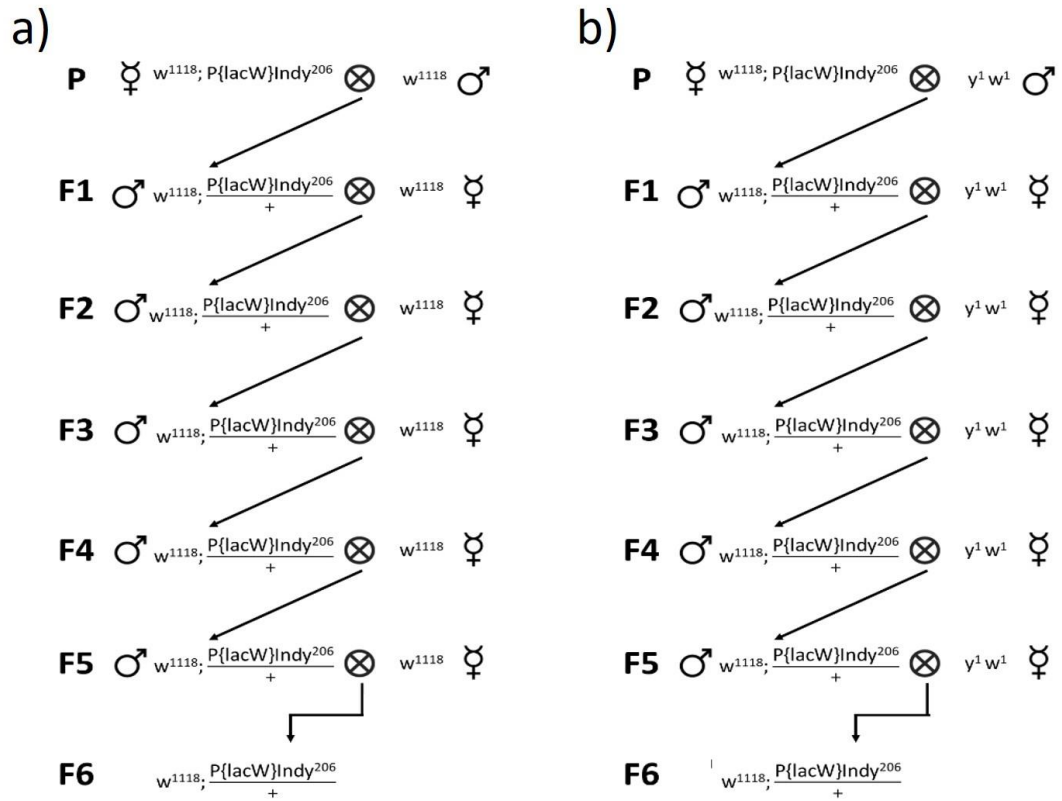 a)
P w¹¹¹⁸; P{lacW}Indy²⁰⁶ w¹¹¹⁸
F1 w¹¹¹⁸; P{lacW}Indy²⁰⁶ w¹¹¹⁸
+
F2 w¹¹¹⁸; P{lacW}Indy²⁰⁶ w¹¹¹⁸
+
F3 w¹¹¹⁸; P{lacW}Indy²⁰⁶ w¹¹¹⁸
+
F4 w¹¹¹⁸; P{lacW}Indy²⁰⁶ w¹¹¹⁸
+
F5 w¹¹¹⁸; P{lacW}Indy²⁰⁶ w¹¹¹⁸
+
F6 w¹¹¹⁸; P{lacW}Indy²⁰⁶
+
b)
P w¹¹¹⁸; P{lacW}Indy²⁰⁶ y¹ w¹
F1 w¹¹¹⁸; P{lacW}Indy²⁰⁶ y¹ w¹
+
F2 w¹¹¹⁸; P{lacW}Indy²⁰⁶ y¹ w¹
+
F3 w¹¹¹⁸; P{lacW}Indy²⁰⁶ y¹ w¹
+
F4 w¹¹¹⁸; P{lacW}Indy²⁰⁶ y¹ w¹
+
F5 w¹¹¹⁸; P{lacW}Indy²⁰⁶ y¹ w¹
+
F6 w¹¹¹⁸; P{lacW}Indy²⁰⁶
+